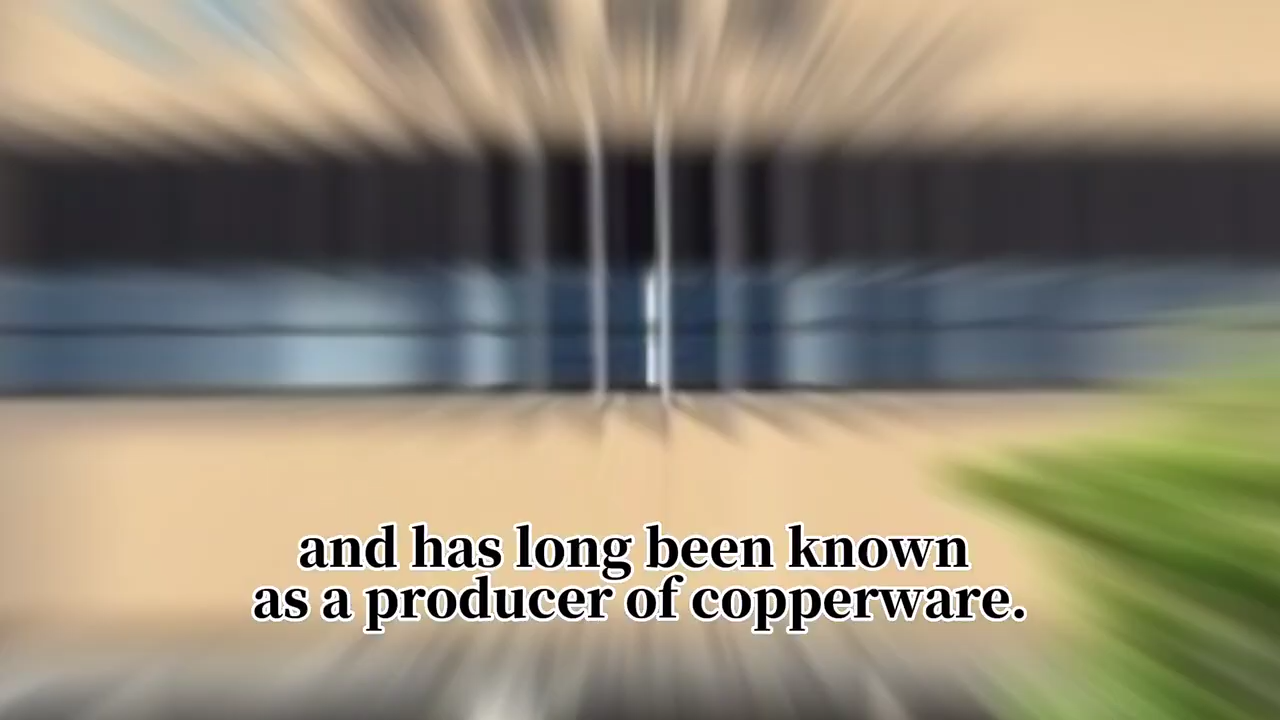 and has long been known
as a producer of copperware.